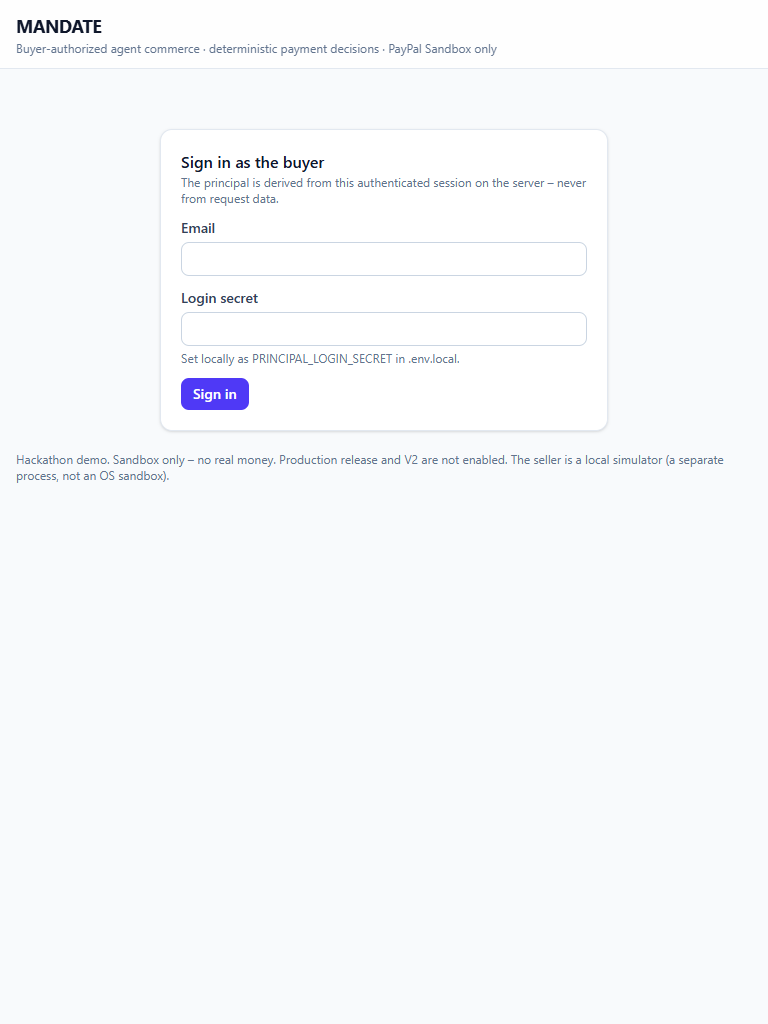 MANDATE
Buyer-authorized agent commerce · deterministic payment decisions · PayPal Sandbox only
Sign in as the buyer
The principal is derived from this authenticated session on the server – never
from request data.
Email
Login secret
Set locally as PRINCIPAL_LOGIN_SECRET in .env.local.
Sign in
Hackathon demo. Sandbox only – no real money. Production release and V2 are not enabled. The seller is a local simulator (a separate
process, not an OS sandbox).